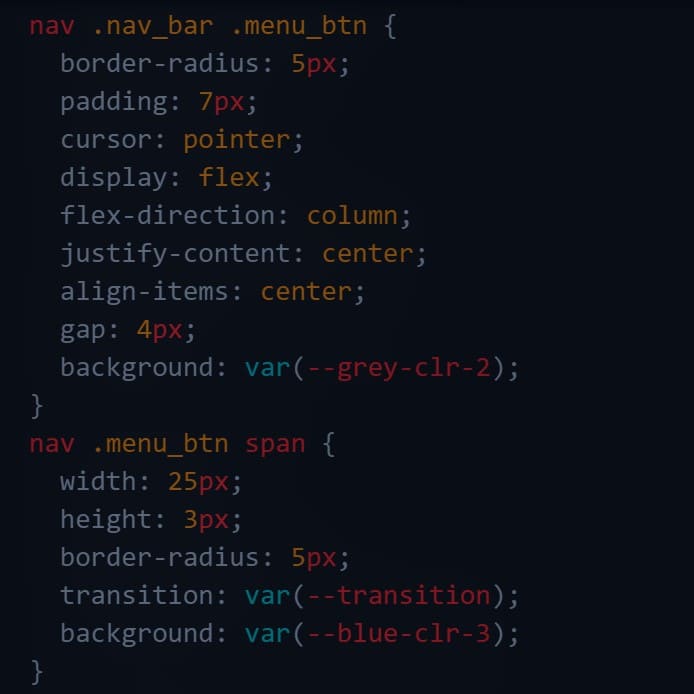 nav .nav_bar .menu_btn {
  border-radius: 5px;
  padding: 7px;
  cursor: pointer;
  display: flex;
  flex-direction: column;
  justify-content: center;
  align-items: center;
  gap: 4px;
  background: var(--grey-clr-2);
}
nav .menu_btn span {
  width: 25px;
  height: 3px;
  border-radius: 5px;
  transition: var(--transition);
  background: var(--blue-clr-3);
}